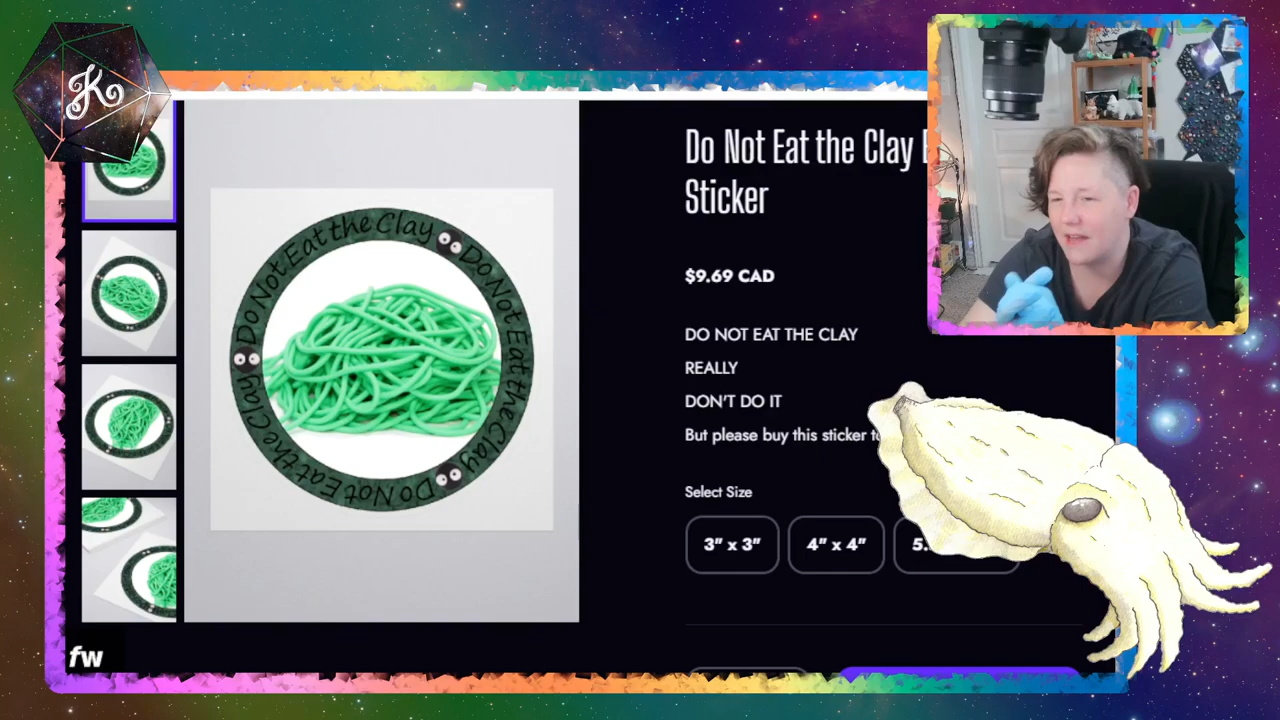 K
Do Not Eat the Clay
Sticker
$9.69 CAD
DO NOT EAT THE CLAY
REALLY
DON'T DO IT
But please buy this sticker
Select Size
3" x 3"
4" x 4"
5.
Do Not Eat the Clay
Do Not Eat the Clay
Do Not Eat the Clay
fw